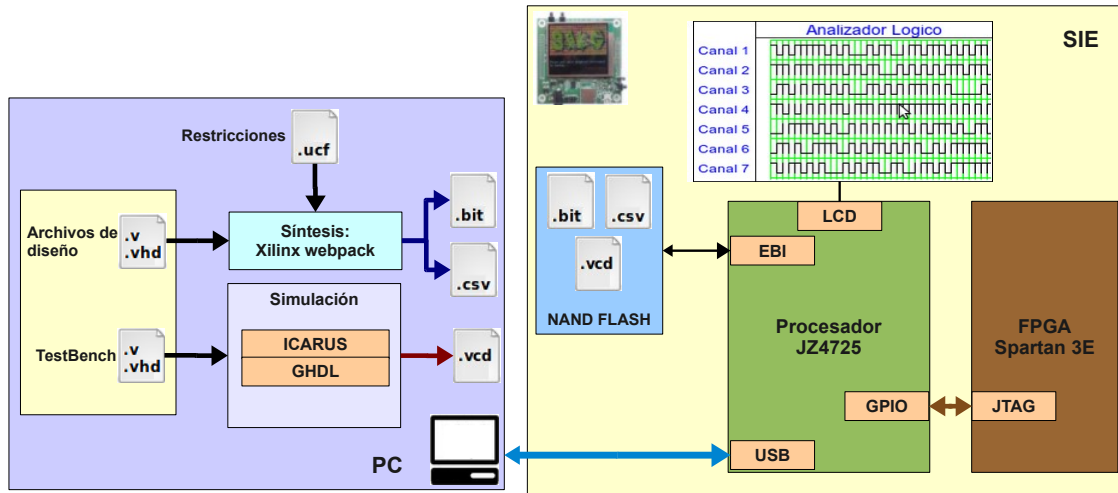 Restricciones
.ucf
Archivos de
diseño
.v
.vhd
Síntesis:
Xilinx webpack
.bit
.csv
Simulación
TestBench
.v
.vhd
ICARUS
GHDL
.vcd
PC
SIE
Analizador Logico
Canal 1
Canal 2
Canal 3
Canal 4
Canal 5
Canal 6
Canal 7
.bit
.csv
.vcd
NAND FLASH
LCD
EBI
Procesador
JZ4725
GPIO
USB
FPGA
Spartan 3E
JTAG